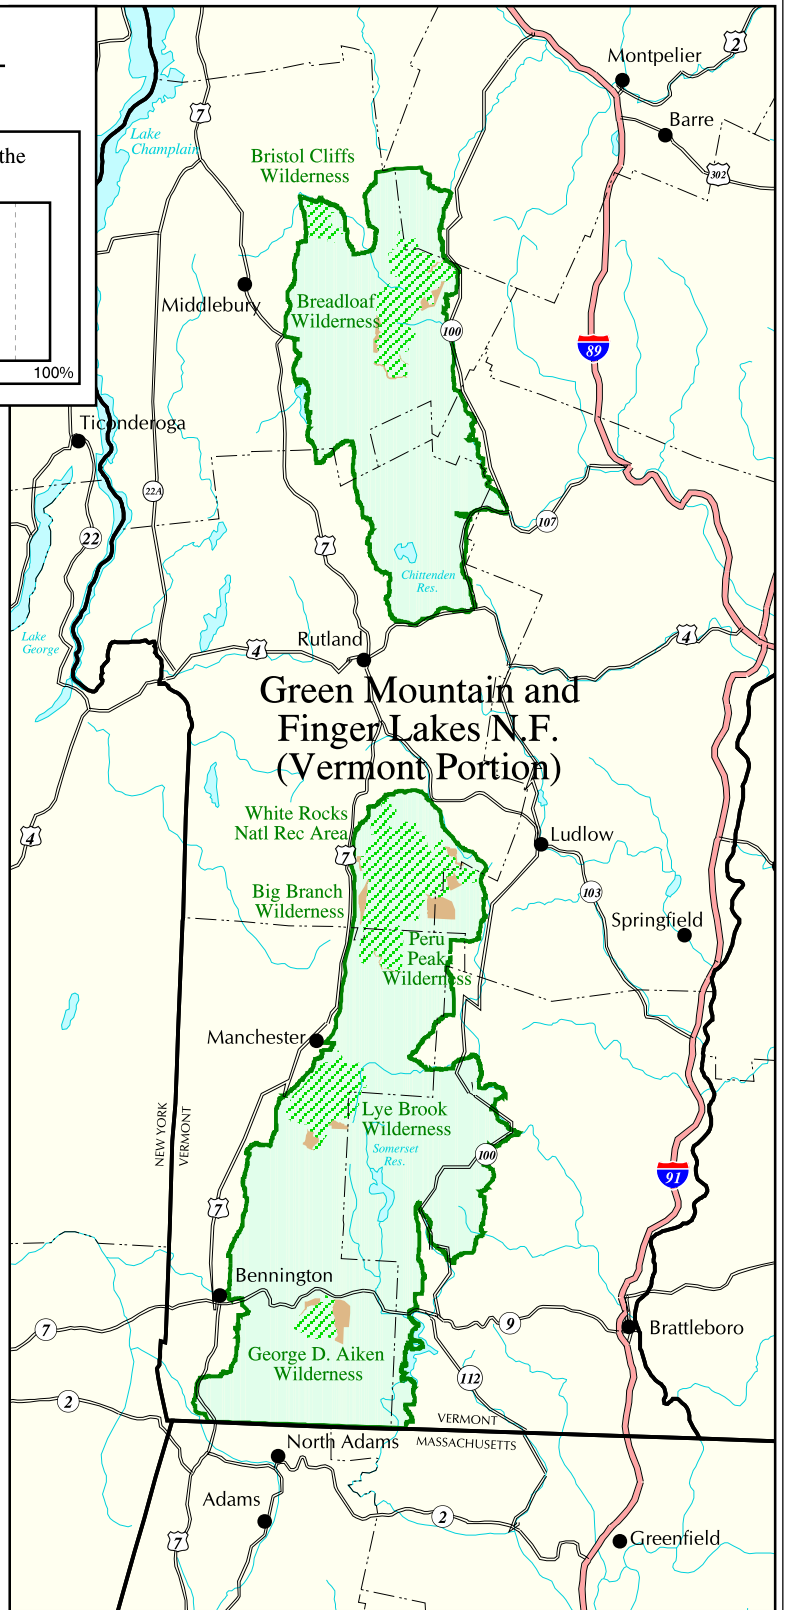 the
100%
Montpelier
2
Barre
302
7
Lake
Champlain
Bristol Cliffs
Wilderness
Middlebury
Breadloaf
Wilderness
100
89
Ticonderoga
22A
22
107
7
Chittenden
Res.
Lake
George
4
Rutland
4
Green Mountain and
Finger Lakes N.F.
(Vermont Portion)
White Rocks
Natl Rec Area
4
7
Ludlow
Big Branch
Wilderness
103
Springfield
Peru
Peak
Wilderness
Manchester
Lye Brook
Wilderness
NEW YORK
VERMONT
Somerset
Res.
100
91
7
Bennington
7
9
Brattleboro
George D. Aiken
Wilderness
112
2
VERMONT
MASSACHUSETTS
North Adams
Adams
2
7
Greenfield